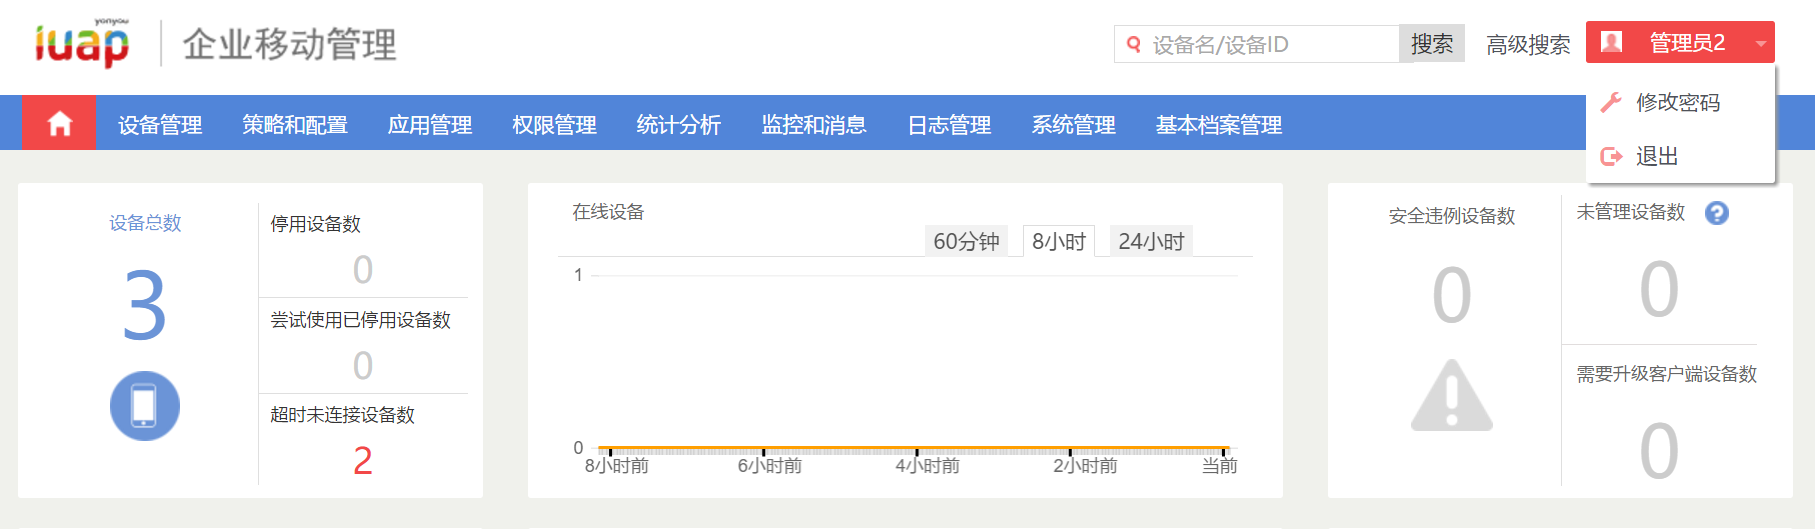 yonyou
iuap 企业移动管理
设备名/设备ID 搜索 高级搜索 管理员2
修改密码
退出
设备管理 策略和配置 应用管理 权限管理 统计分析 监控和消息 日志管理 系统管理 基本档案管理
设备总数
3
停用设备数
0
尝试使用已停用设备数
0
超时未连接设备数
2
在线设备
60分钟 8小时 24小时
1
0
8小时前 6小时前 4小时前 2小时前 当前
安全违例设备数
0
未管理设备数 ?
0
需要升级客户端设备数
0